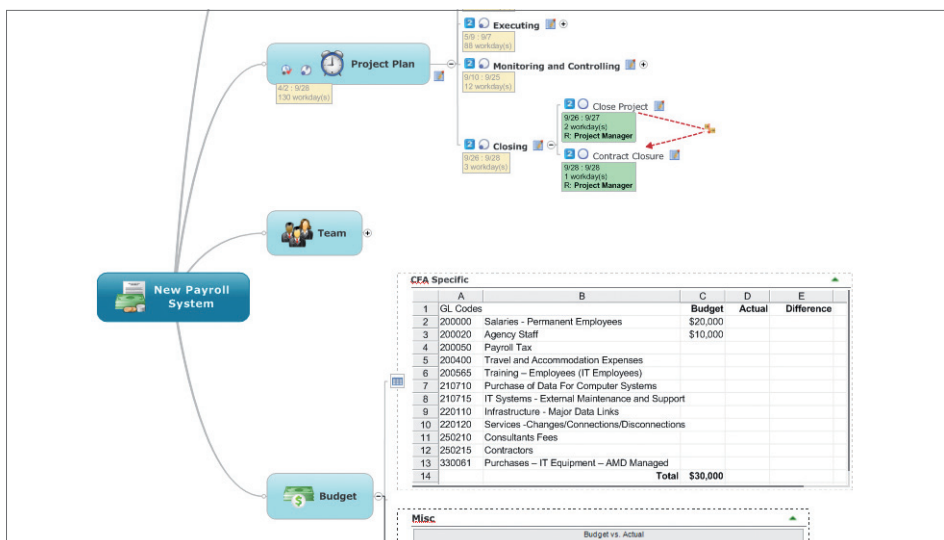 2 Executing
5/9 : 9/7
88 workday(s)
Project Plan
4/2 : 9/28
130 workday(s)
2 Monitoring and Controlling
9/10 : 9/25
12 workday(s)
2 Closing
9/26 : 9/28
3 workday(s)
2 Close Project
9/26 : 9/27
2 workday(s)
R: Project Manager
2 Contract Closure
9/28 : 9/28
1 workday(s)
R: Project Manager
Team
New Payroll
System
CFA Specific
A B C D E
1 GL Codes Budget Actual Difference
2 200000 Salaries - Permanent Employees $20,000
3 200020 Agency Staff $10,000
4 200050 Payroll Tax
5 200400 Travel and Accommodation Expenses
6 200565 Training – Employees (IT Employees)
7 210710 Purchase of Data For Computer Systems
8 210715 IT Systems - External Maintenance and Support
9 220110 Infrastructure - Major Data Links
10 220120 Services -Changes/Connections/Disconnections
11 250210 Consultants Fees
12 250215 Contractors
13 330061 Purchases – IT Equipment – AMD Managed
14 Total $30,000
Budget
Misc
Budget vs. Actual